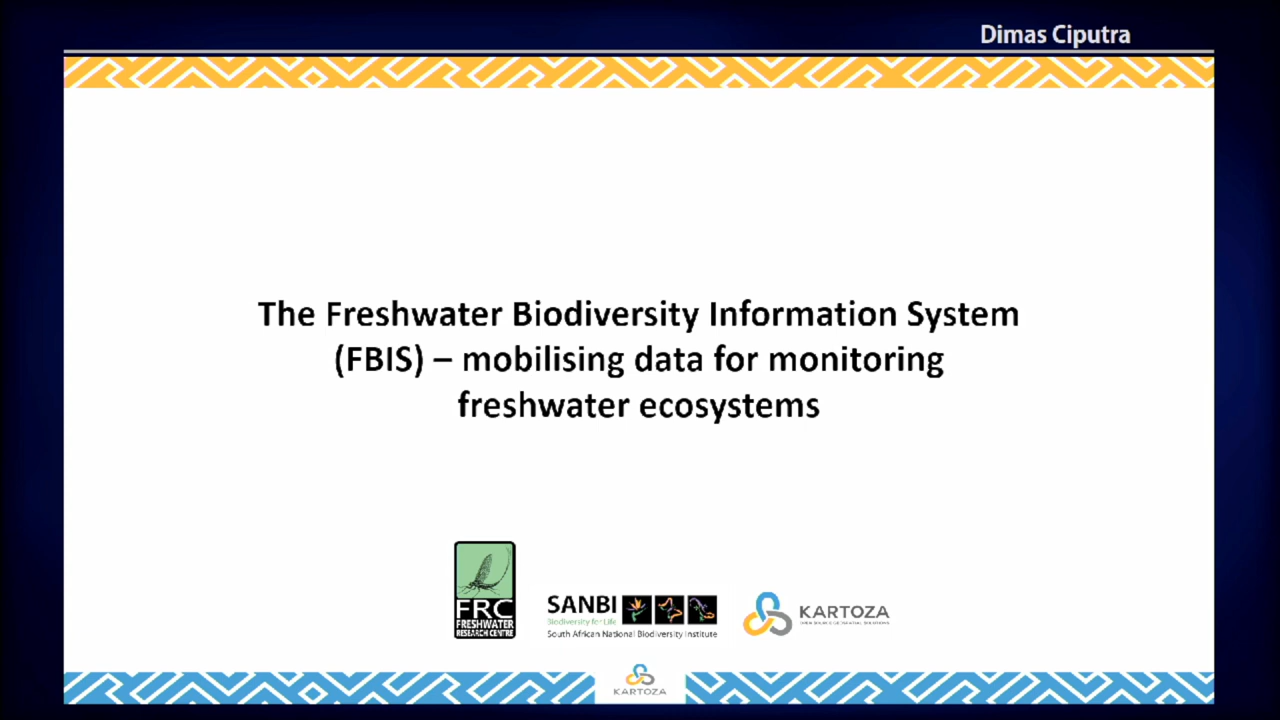 Dimas Ciputra
The Freshwater Biodiversity Information System
(FBIS) – mobilising data for monitoring
freshwater ecosystems
FRC
FRESHWATER
RESEARCH CENTRE
SANBI
Biodiversity for Life
South African National Biodiversity Institute
KARTOZA
KARTOZA